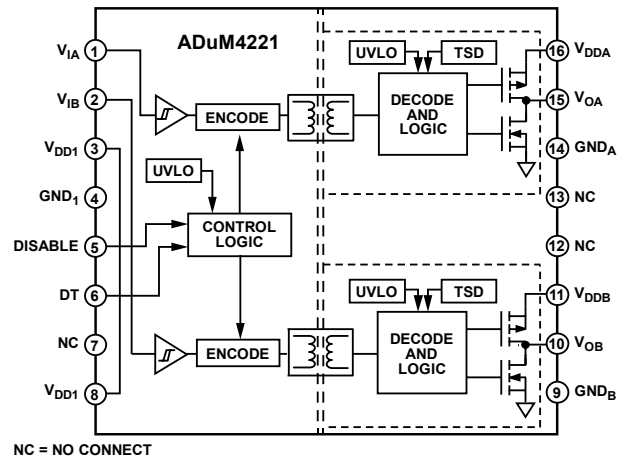 ADuM4221
VIA 1
VIB 2
VDD1 3
GND1 4
DISABLE 5
DT 6
NC 7
VDD1 8
ENCODE
UVLO
CONTROL
LOGIC
ENCODE
UVLO
TSD
DECODE
AND
LOGIC
UVLO
TSD
DECODE
AND
LOGIC
16 VDDA
15 VOA
14 GNDA
13 NC
12 NC
11 VDDB
10 VOB
9 GNDB
NC = NO CONNECT